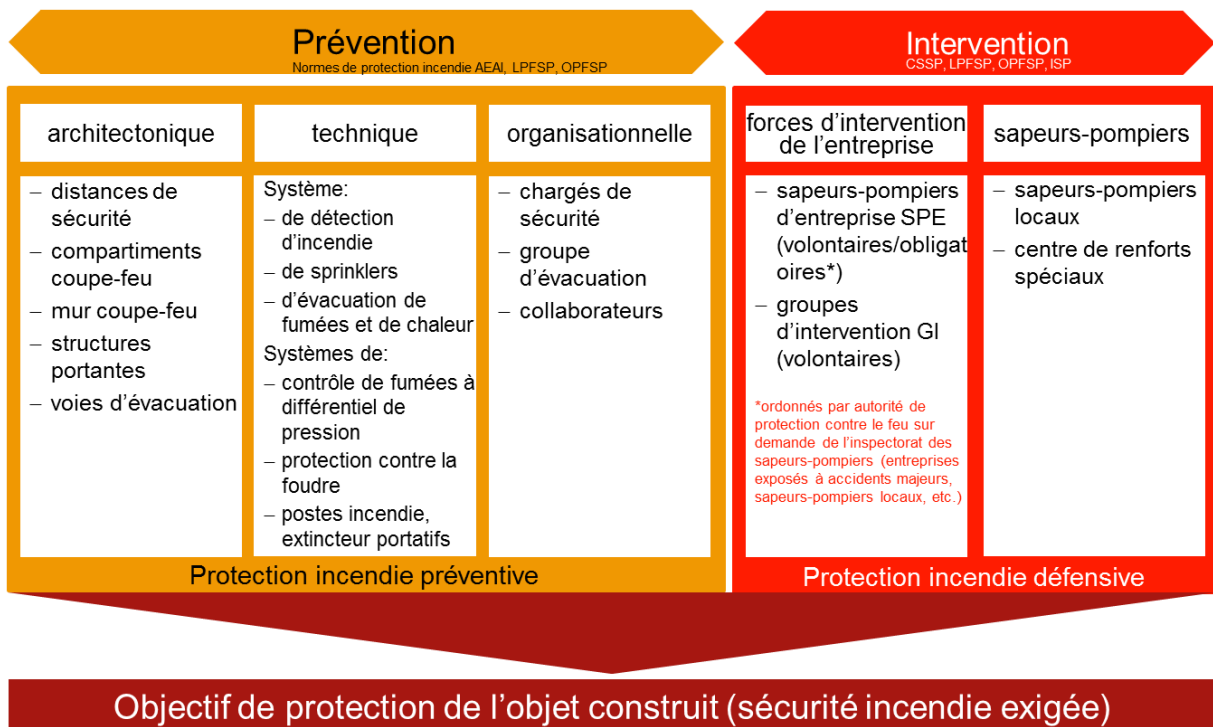 Prévention
Normes de protection incendie AEAI, LPFSP, OPFSP
Intervention
CSSP, LPFSP, OPFSP, ISP
architectonique
– distances de
sécurité
– compartiments
coupe-feu
– mur coupe-feu
– structures
portantes
– voies d’évacuation
technique
Système:
– de détection
d’incendie
– de sprinklers
– d’évacuation de
fumées et de chaleur
Systèmes de:
– contrôle de fumées à
différentiel de
pression
– protection contre la
foudre
– postes incendie,
extincteur portatifs
organisationnelle
– chargés de
sécurité
– groupe
d’évacuation
– collaborateurs
Protection incendie préventive
forces d’intervention
de l’entreprise
– sapeurs-pompiers
d’entreprise SPE
(volontaires/obligat
oires*)
– groupes
d’intervention GI
(volontaires)
*ordonnés par autorité de
protection contre le feu sur
demande de l’inspectorat des
sapeurs-pompiers (entreprises
exposés à accidents majeurs,
sapeurs-pompiers locaux, etc.)
sapeurs-pompiers
– sapeurs-pompiers
locaux
– centre de renforts
spéciaux
Protection incendie défensive
Objectif de protection de l’objet construit (sécurité incendie exigée)